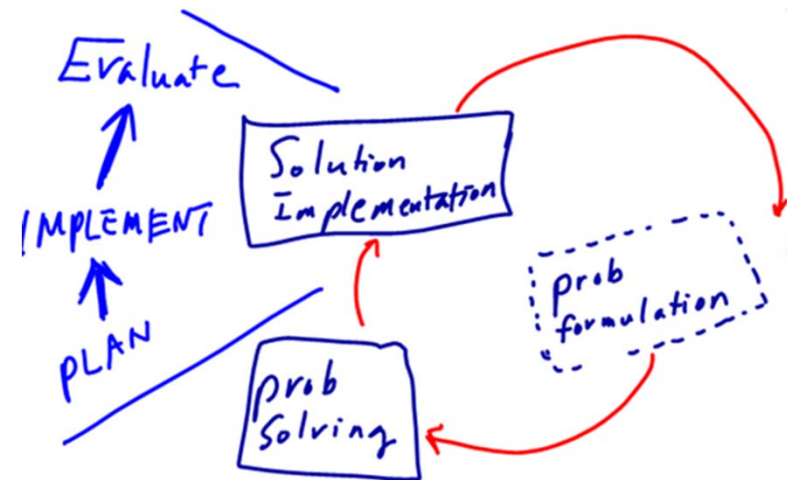 Evaluate
IMPLEMENT
PLAN
Solution
Implementation
prob
formulation
prob
Solving